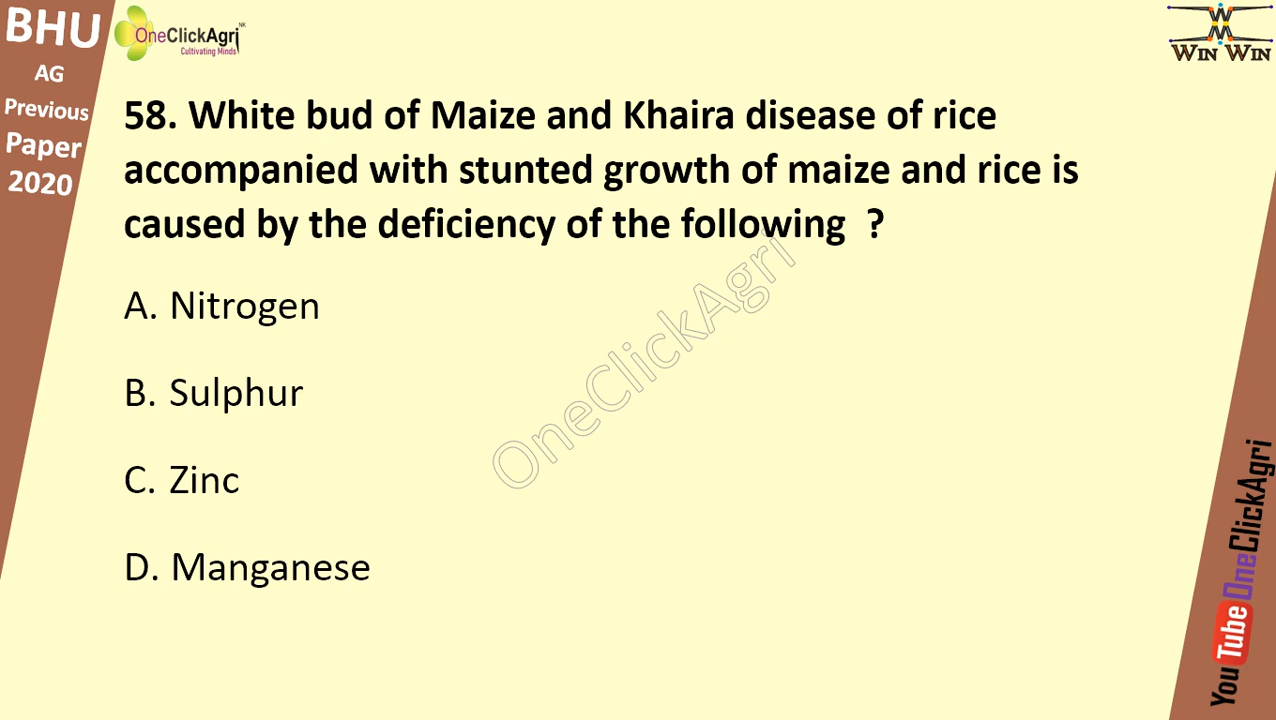 BHU
AG
Previous
Paper
2020
OneClickAgri NK
Cultivating Minds
WIN WIN
58. White bud of Maize and Khaira disease of rice
accompanied with stunted growth of maize and rice is
caused by the deficiency of the following ?
A. Nitrogen
B. Sulphur
C. Zinc
D. Manganese
OneClickAgri
YouTube OneClickAgri